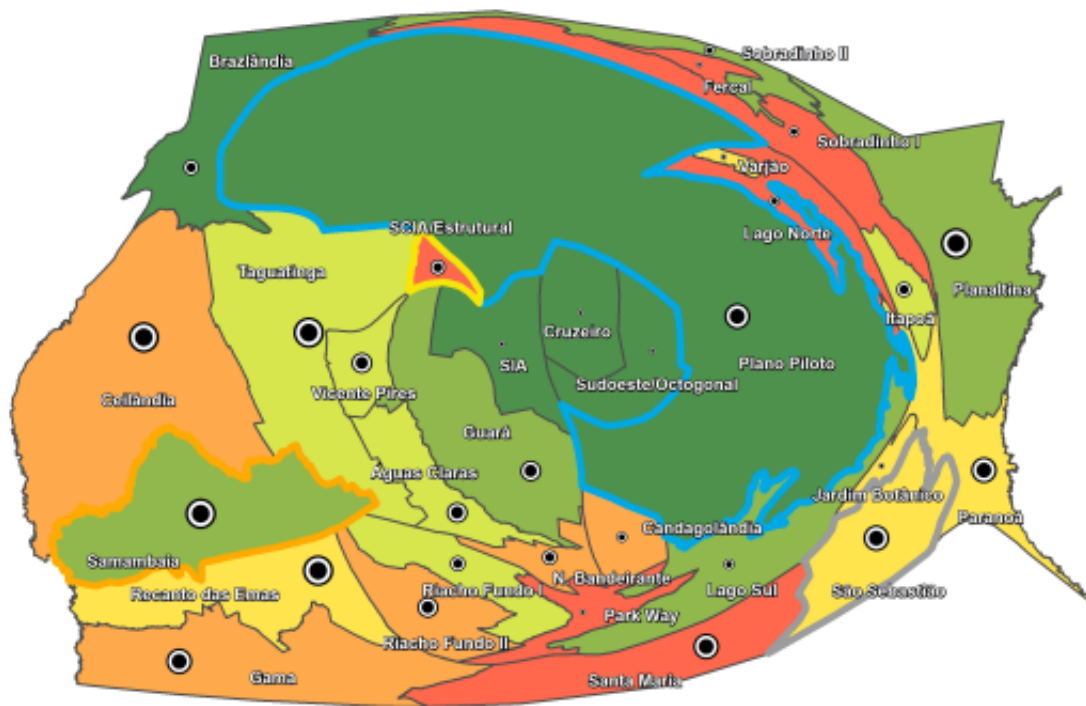 Brazlândia
Sobradinho II
Fercal
Sobradinho I
Varjão
SCIA/Estrutural
Lago Norte
Taguatinga
Planaltina
Itapoã
Cruzeiro
SIA
Plano Piloto
Vicente Pires
Sudoeste/Octogonal
Ceilândia
Guará
Águas Claras
Jardim Botânico
Paranoá
Candagolândia
Samambaia
N. Bandeirante
Riacho Fundo I
Lago Sul
São Sebastião
Recanto das Emas
Park Way
Riacho Fundo II
Gama
Santa Maria